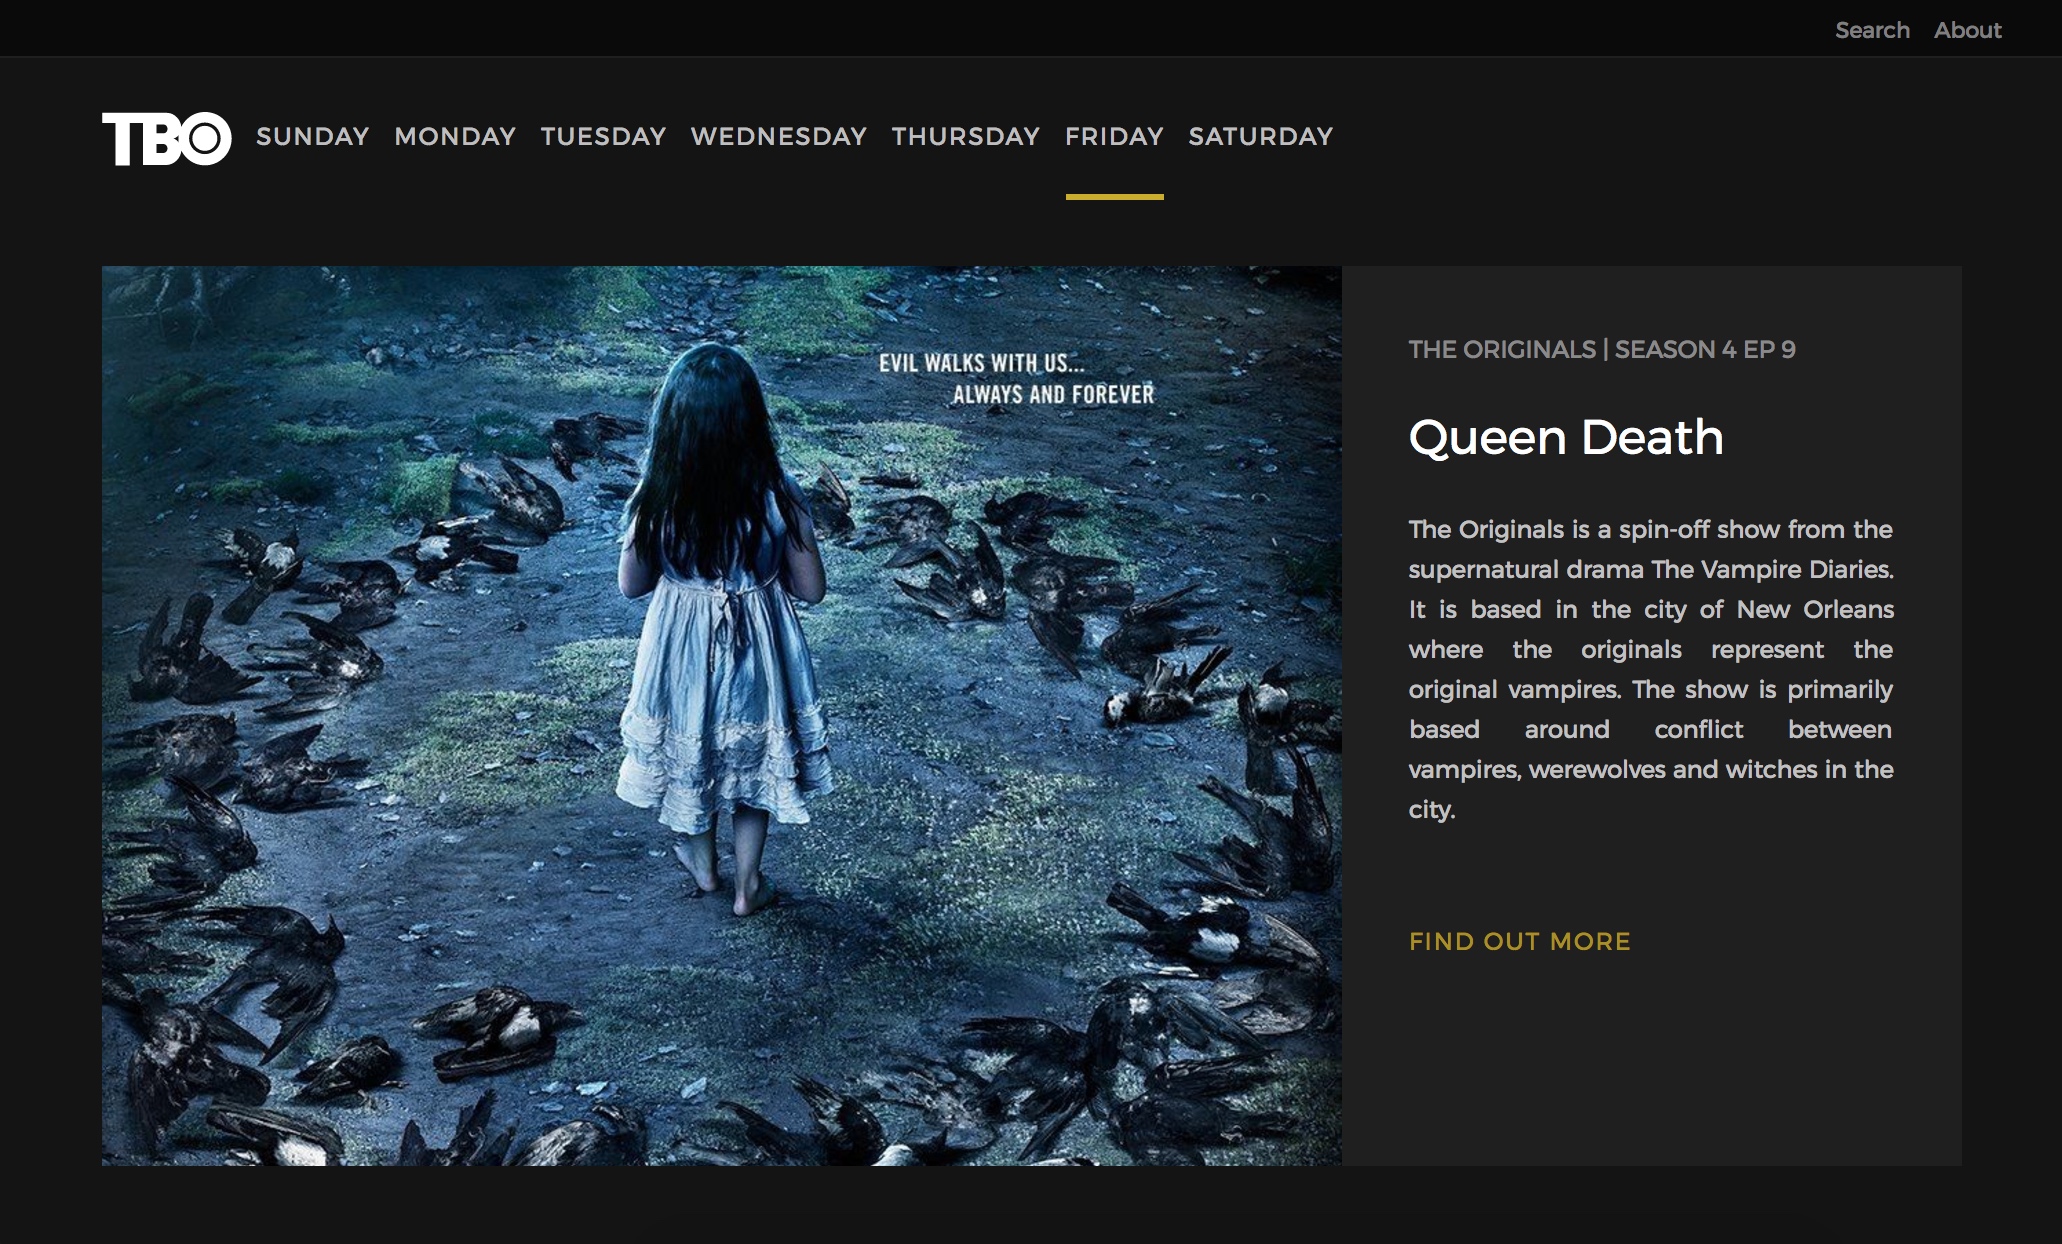 Search About
TBO SUNDAY MONDAY TUESDAY WEDNESDAY THURSDAY FRIDAY SATURDAY
EVIL WALKS WITH US...
ALWAYS AND FOREVER
THE ORIGINALS | SEASON 4 EP 9
Queen Death
The Originals is a spin-off show from the
supernatural drama The Vampire Diaries.
It is based in the city of New Orleans
where the originals represent the
original vampires. The show is primarily
based around conflict between
vampires, werewolves and witches in the
city.
FIND OUT MORE